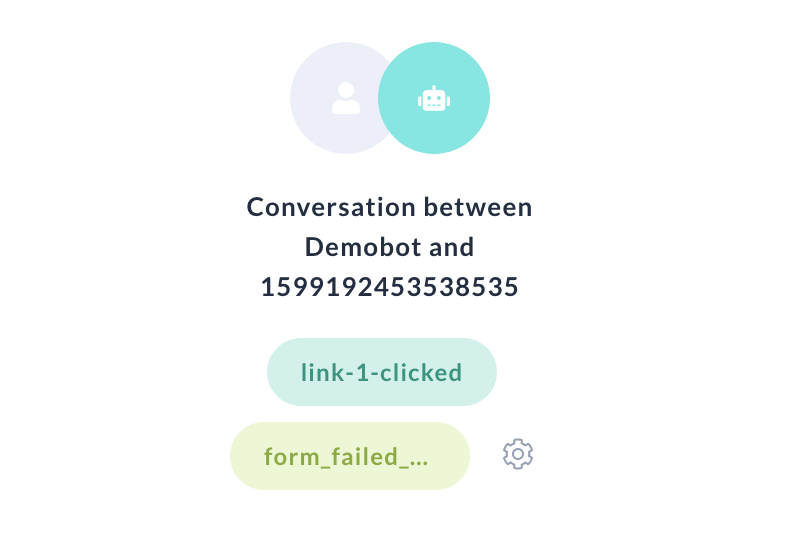 Conversation between
Demobot and
1599192453538535
link-1-clicked
form_failed_...